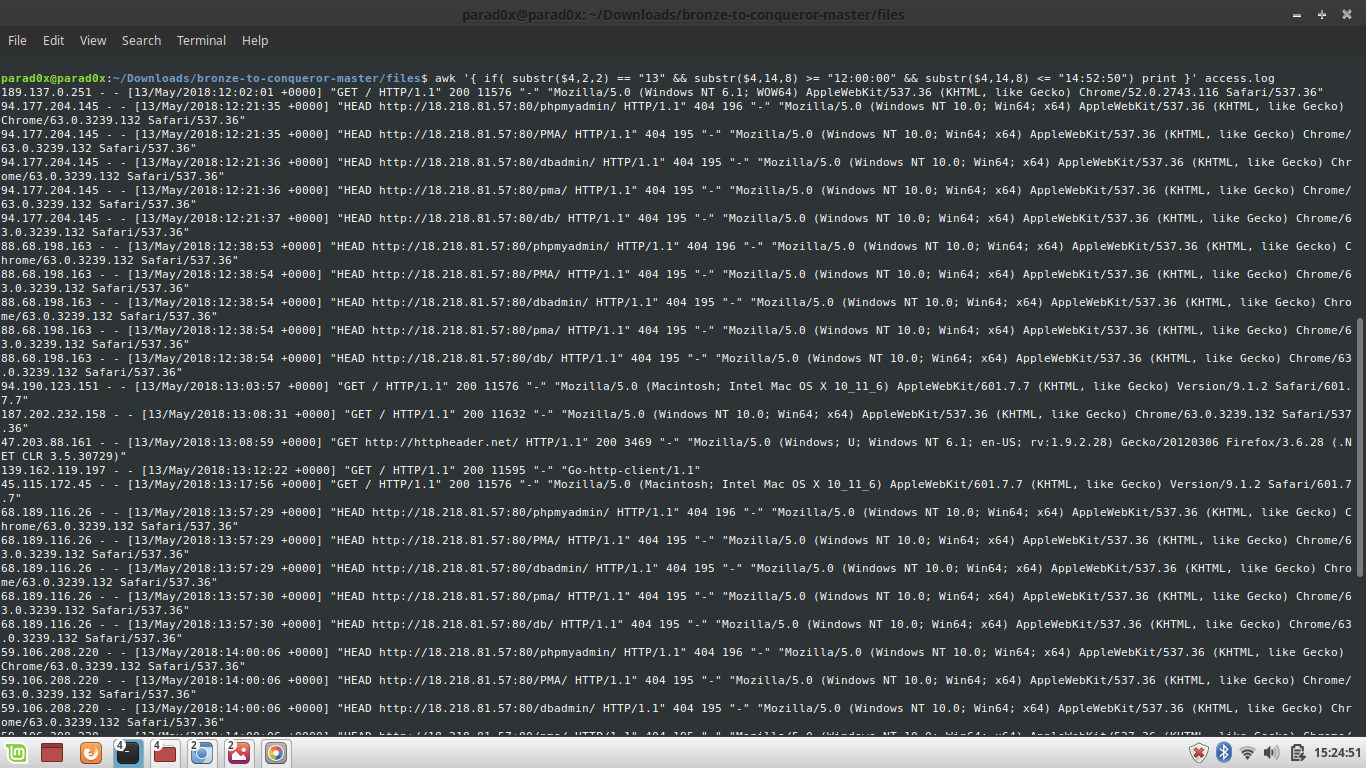 parad0x@parad0x: ~/Downloads/bronze-to-conqueror-master/files
File Edit View Search Terminal Help
parad0x@parad0x:~/Downloads/bronze-to-conqueror-master/files$ awk '{ if( substr($4,2,2) == "13" && substr($4,14,8) >= "12:00:00" && substr($4,14,8) <= "14:52:50") print }' access.log
189.137.0.251 - - [13/May/2018:12:02:01 +0000] "GET / HTTP/1.1" 200 11576 "-" "Mozilla/5.0 (Windows NT 6.1; WOW64) AppleWebKit/537.36 (KHTML, like Gecko) Chrome/52.0.2743.116 Safari/537.36"
94.177.204.145 - - [13/May/2018:12:21:35 +0000] "HEAD http://18.218.81.57:80/phpmyadmin/ HTTP/1.1" 404 196 "-" "Mozilla/5.0 (Windows NT 10.0; Win64; x64) AppleWebKit/537.36 (KHTML, like Gecko)
Chrome/63.0.3239.132 Safari/537.36"
94.177.204.145 - - [13/May/2018:12:21:35 +0000] "HEAD http://18.218.81.57:80/PMA/ HTTP/1.1" 404 195 "-" "Mozilla/5.0 (Windows NT 10.0; Win64; x64) AppleWebKit/537.36 (KHTML, like Gecko) Chrome/
63.0.3239.132 Safari/537.36"
94.177.204.145 - - [13/May/2018:12:21:36 +0000] "HEAD http://18.218.81.57:80/dbadmin/ HTTP/1.1" 404 195 "-" "Mozilla/5.0 (Windows NT 10.0; Win64; x64) AppleWebKit/537.36 (KHTML, like Gecko) Chr
ome/63.0.3239.132 Safari/537.36"
94.177.204.145 - - [13/May/2018:12:21:36 +0000] "HEAD http://18.218.81.57:80/pma/ HTTP/1.1" 404 195 "-" "Mozilla/5.0 (Windows NT 10.0; Win64; x64) AppleWebKit/537.36 (KHTML, like Gecko) Chrome/
63.0.3239.132 Safari/537.36"
94.177.204.145 - - [13/May/2018:12:21:37 +0000] "HEAD http://18.218.81.57:80/db/ HTTP/1.1" 404 195 "-" "Mozilla/5.0 (Windows NT 10.0; Win64; x64) AppleWebKit/537.36 (KHTML, like Gecko) Chrome/6
3.0.3239.132 Safari/537.36"
88.68.198.163 - - [13/May/2018:12:38:53 +0000] "HEAD http://18.218.81.57:80/phpmyadmin/ HTTP/1.1" 404 196 "-" "Mozilla/5.0 (Windows NT 10.0; Win64; x64) AppleWebKit/537.36 (KHTML, like Gecko) C
hrome/63.0.3239.132 Safari/537.36"
88.68.198.163 - - [13/May/2018:12:38:54 +0000] "HEAD http://18.218.81.57:80/PMA/ HTTP/1.1" 404 195 "-" "Mozilla/5.0 (Windows NT 10.0; Win64; x64) AppleWebKit/537.36 (KHTML, like Gecko) Chrome/6
3.0.3239.132 Safari/537.36"
88.68.198.163 - - [13/May/2018:12:38:54 +0000] "HEAD http://18.218.81.57:80/dbadmin/ HTTP/1.1" 404 195 "-" "Mozilla/5.0 (Windows NT 10.0; Win64; x64) AppleWebKit/537.36 (KHTML, like Gecko) Chro
me/63.0.3239.132 Safari/537.36"
88.68.198.163 - - [13/May/2018:12:38:54 +0000] "HEAD http://18.218.81.57:80/pma/ HTTP/1.1" 404 195 "-" "Mozilla/5.0 (Windows NT 10.0; Win64; x64) AppleWebKit/537.36 (KHTML, like Gecko) Chrome/6
3.0.3239.132 Safari/537.36"
88.68.198.163 - - [13/May/2018:12:38:54 +0000] "HEAD http://18.218.81.57:80/db/ HTTP/1.1" 404 195 "-" "Mozilla/5.0 (Windows NT 10.0; Win64; x64) AppleWebKit/537.36 (KHTML, like Gecko) Chrome/63
.0.3239.132 Safari/537.36"
94.190.123.151 - - [13/May/2018:13:03:57 +0000] "GET / HTTP/1.1" 200 11576 "-" "Mozilla/5.0 (Macintosh; Intel Mac OS X 10_11_6) AppleWebKit/601.7.7 (KHTML, like Gecko) Version/9.1.2 Safari/601.
7.7"
187.202.232.158 - - [13/May/2018:13:08:31 +0000] "GET / HTTP/1.1" 200 11632 "-" "Mozilla/5.0 (Windows NT 10.0; Win64; x64) AppleWebKit/537.36 (KHTML, like Gecko) Chrome/63.0.3239.132 Safari/537
.36"
47.203.88.161 - - [13/May/2018:13:08:59 +0000] "GET http://httpheader.net/ HTTP/1.1" 200 3469 "-" "Mozilla/5.0 (Windows; U; Windows NT 6.1; en-US; rv:1.9.2.28) Gecko/20120306 Firefox/3.6.28 (.N
ET CLR 3.5.30729)"
139.162.119.197 - - [13/May/2018:13:12:22 +0000] "GET / HTTP/1.1" 200 11595 "-" "Go-http-client/1.1"
45.115.172.45 - - [13/May/2018:13:17:56 +0000] "GET / HTTP/1.1" 200 11576 "-" "Mozilla/5.0 (Macintosh; Intel Mac OS X 10_11_6) AppleWebKit/601.7.7 (KHTML, like Gecko) Version/9.1.2 Safari/601.7
.7"
68.189.116.26 - - [13/May/2018:13:57:29 +0000] "HEAD http://18.218.81.57:80/phpmyadmin/ HTTP/1.1" 404 196 "-" "Mozilla/5.0 (Windows NT 10.0; Win64; x64) AppleWebKit/537.36 (KHTML, like Gecko) C
hrome/63.0.3239.132 Safari/537.36"
68.189.116.26 - - [13/May/2018:13:57:29 +0000] "HEAD http://18.218.81.57:80/PMA/ HTTP/1.1" 404 195 "-" "Mozilla/5.0 (Windows NT 10.0; Win64; x64) AppleWebKit/537.36 (KHTML, like Gecko) Chrome/6
3.0.3239.132 Safari/537.36"
68.189.116.26 - - [13/May/2018:13:57:29 +0000] "HEAD http://18.218.81.57:80/dbadmin/ HTTP/1.1" 404 195 "-" "Mozilla/5.0 (Windows NT 10.0; Win64; x64) AppleWebKit/537.36 (KHTML, like Gecko) Chro
me/63.0.3239.132 Safari/537.36"
68.189.116.26 - - [13/May/2018:13:57:30 +0000] "HEAD http://18.218.81.57:80/pma/ HTTP/1.1" 404 195 "-" "Mozilla/5.0 (Windows NT 10.0; Win64; x64) AppleWebKit/537.36 (KHTML, like Gecko) Chrome/6
3.0.3239.132 Safari/537.36"
68.189.116.26 - - [13/May/2018:13:57:30 +0000] "HEAD http://18.218.81.57:80/db/ HTTP/1.1" 404 195 "-" "Mozilla/5.0 (Windows NT 10.0; Win64; x64) AppleWebKit/537.36 (KHTML, like Gecko) Chrome/63
.0.3239.132 Safari/537.36"
59.106.208.220 - - [13/May/2018:14:00:06 +0000] "HEAD http://18.218.81.57:80/phpmyadmin/ HTTP/1.1" 404 196 "-" "Mozilla/5.0 (Windows NT 10.0; Win64; x64) AppleWebKit/537.36 (KHTML, like Gecko)
Chrome/63.0.3239.132 Safari/537.36"
59.106.208.220 - - [13/May/2018:14:00:06 +0000] "HEAD http://18.218.81.57:80/PMA/ HTTP/1.1" 404 195 "-" "Mozilla/5.0 (Windows NT 10.0; Win64; x64) AppleWebKit/537.36 (KHTML, like Gecko) Chrome/
63.0.3239.132 Safari/537.36"
59.106.208.220 - - [13/May/2018:14:00:06 +0000] "HEAD http://18.218.81.57:80/dbadmin/ HTTP/1.1" 404 195 "-" "Mozilla/5.0 (Windows NT 10.0; Win64; x64) AppleWebKit/537.36 (KHTML, like Gecko) Chr
ome/63.0.3239.132 Safari/537.36"
4 4 2 2 15:24:51